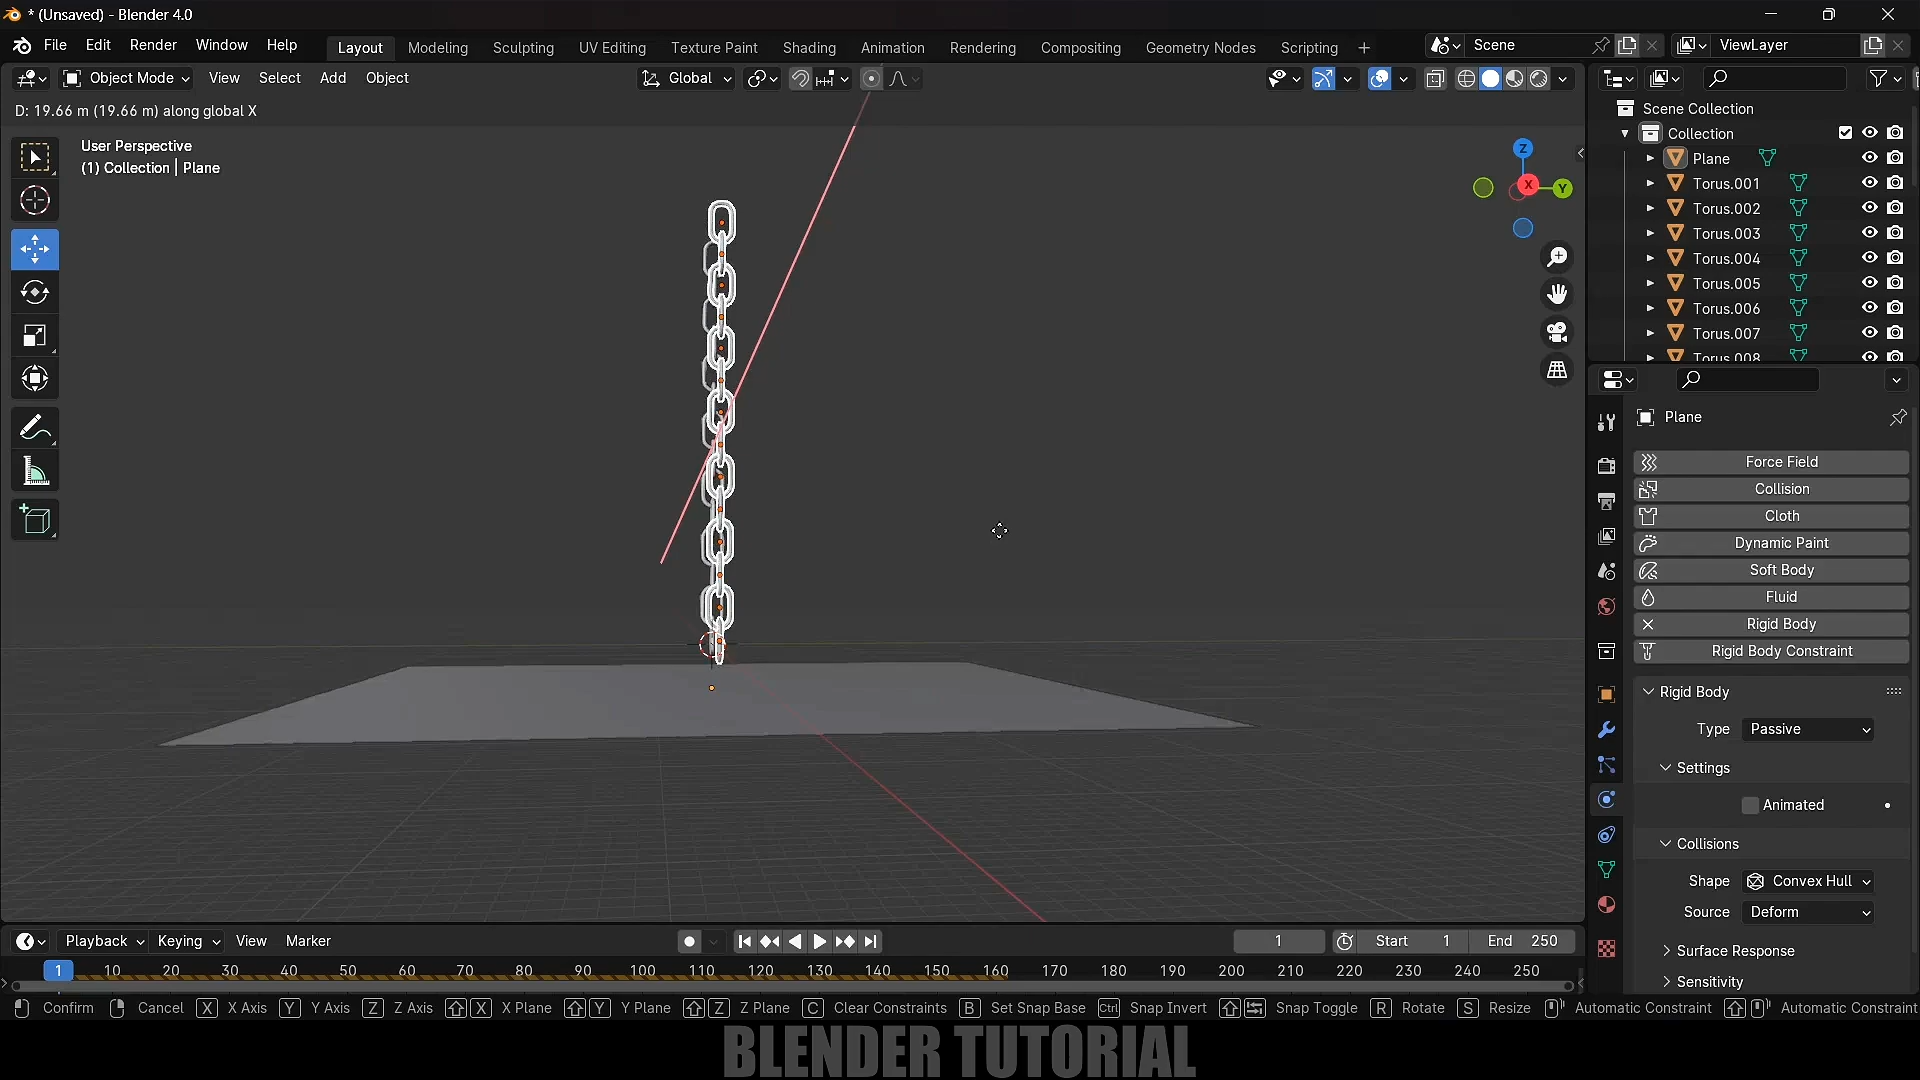 * (Unsaved) - Blender 4.0
File Edit Render Window Help
Layout Modeling Sculpting UV Editing Texture Paint Shading Animation Rendering Compositing Geometry Nodes Scripting +
Scene
ViewLayer
Object Mode View Select Add Object
Global
D: 19.66 m (19.66 m) along global X
User Perspective
(1) Collection | Plane
Z
X
Y
Scene Collection
Collection
Plane
Torus.001
Torus.002
Torus.003
Torus.004
Torus.005
Torus.006
Torus.007
Torus.008
Plane
Force Field
Collision
Cloth
Dynamic Paint
Soft Body
Fluid
Rigid Body
Rigid Body Constraint
Rigid Body
Type Passive
Settings
Animated
Collisions
Shape Convex Hull
Source Deform
Surface Response
Sensitivity
Playback Keying View Marker
1 Start 1 End 250
1 10 20 30 40 50 60 70 80 90 100 110 120 130 140 150 160 170 180 190 200 210 220 230 240 250
Confirm Cancel X X Axis Y Y Axis Z Z Axis X X Plane Y Y Plane Z Z Plane C Clear Constraints B Set Snap Base Ctrl Snap Invert Snap Toggle R Rotate S Resize Automatic Constraint Automatic Constraint
BLENDER TUTORIAL